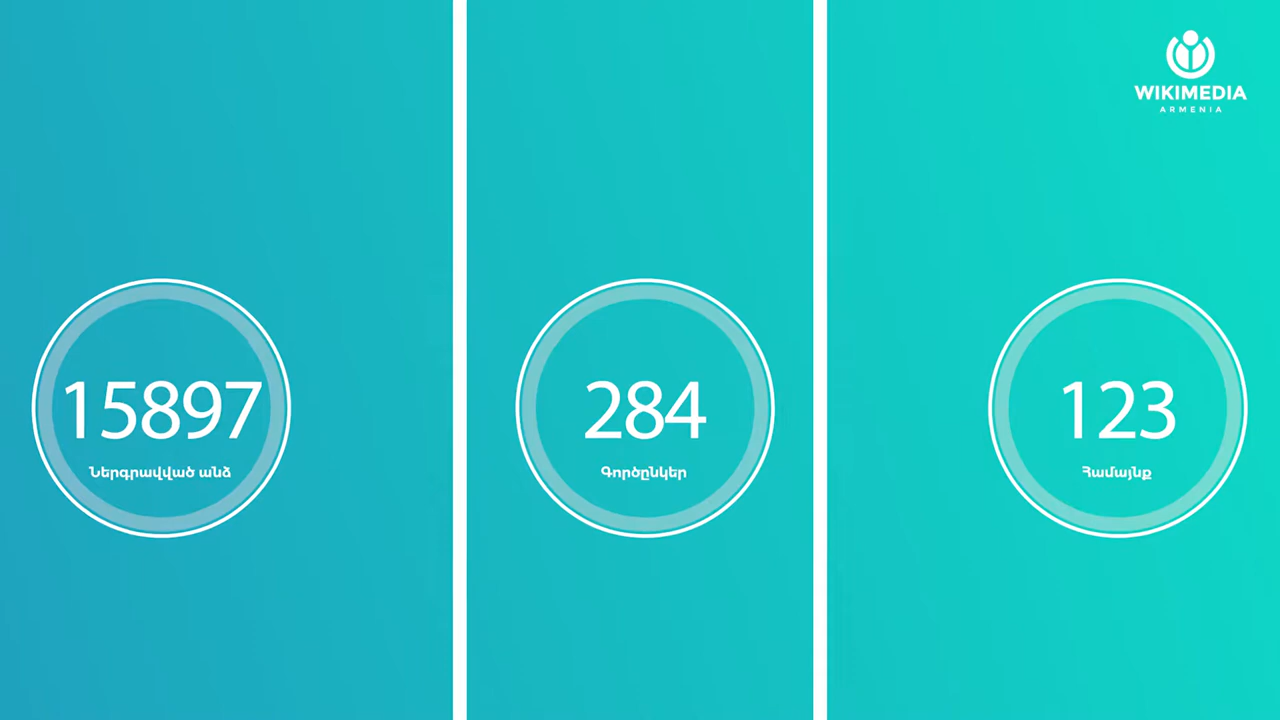 WIKIMEDIA
ARMENIA
15897
Ներգրավված անձ
284
Գործընկեր
123
Համայնք